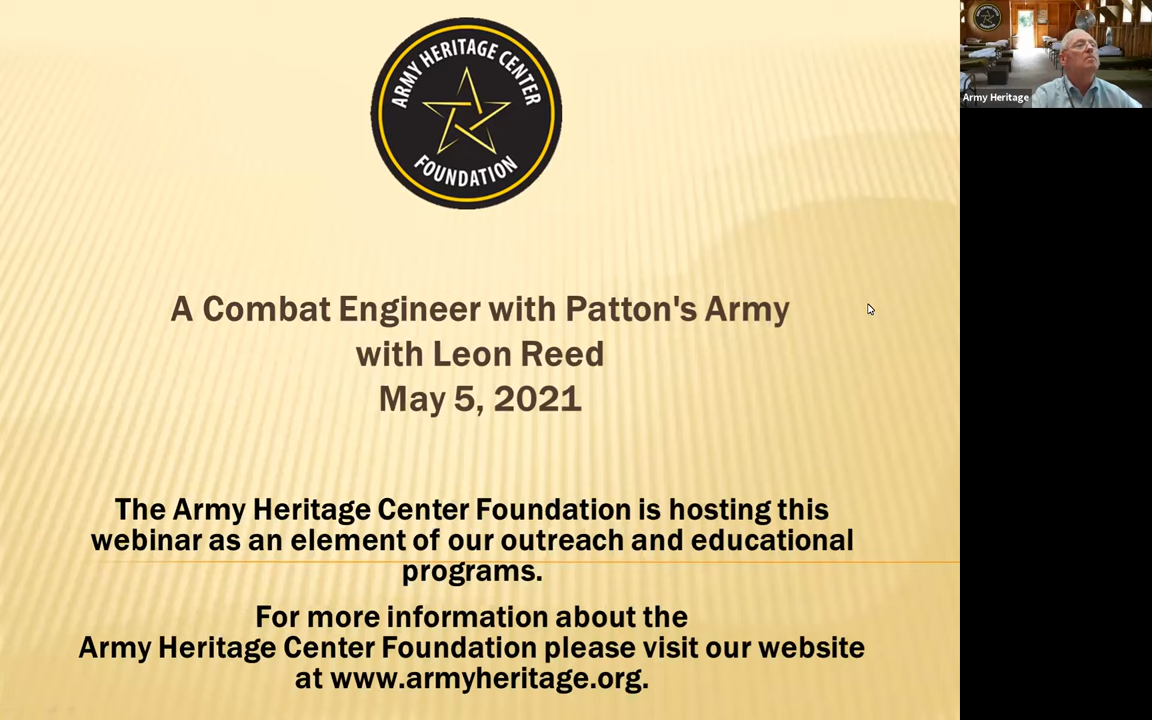 ARMY HERITAGE CENTER
FOUNDATION
A Combat Engineer with Patton's Army
with Leon Reed
May 5, 2021
The Army Heritage Center Foundation is hosting this
webinar as an element of our outreach and educational
programs.
For more information about the
Army Heritage Center Foundation please visit our website
at www.armyheritage.org.
Army Heritage